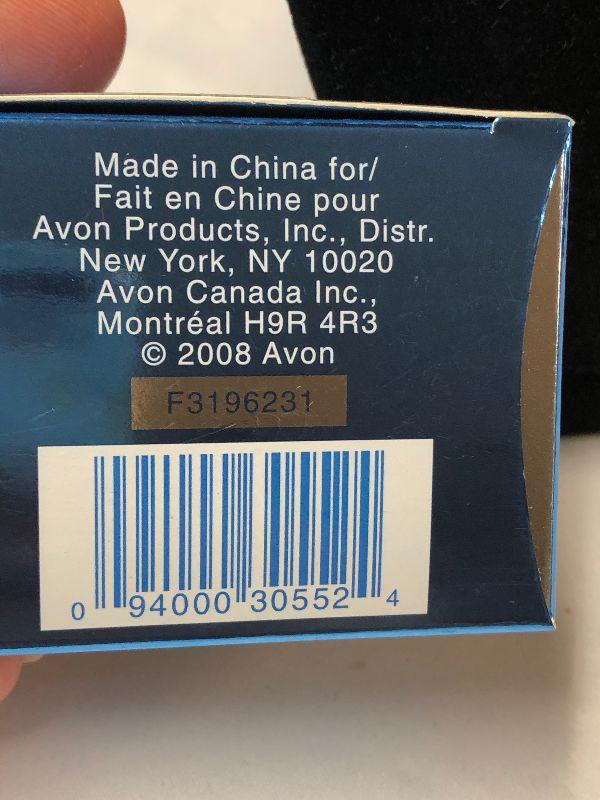 Made in China for/
Fait en Chine pour
Avon Products, Inc., Distr.
New York, NY 10020
Avon Canada Inc.,
Montréal H9R 4R3
© 2008 Avon
F3196231
0 94000 30552 4